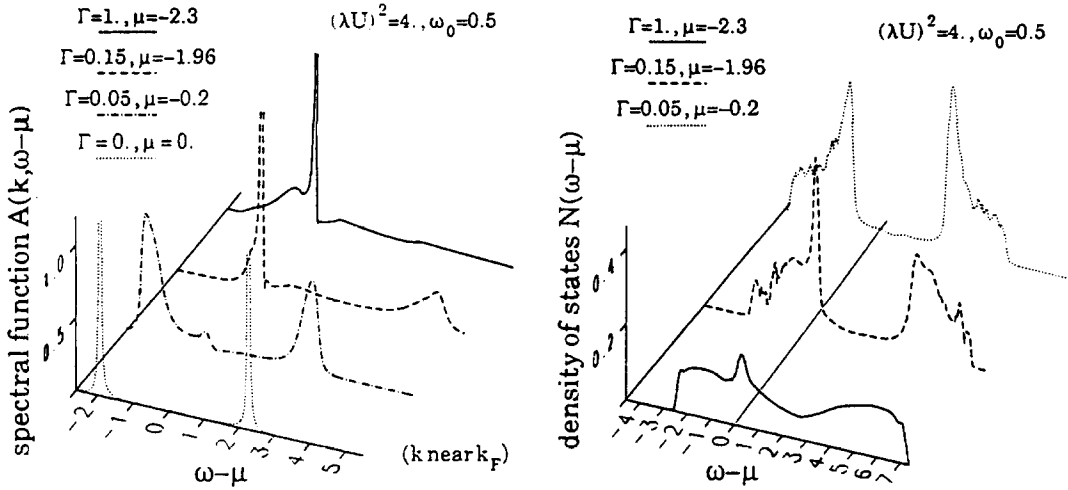 Γ=1.,μ=−2.3
Γ=0.15,μ=−1.96
Γ=0.05,μ=−0.2
Γ=0.,μ=0.
(λU)²=4.,ω₀=0.5
spectral function A(k,ω−μ)
1.0
0.5
−2
−1
0
1
2
3
4
5
ω−μ
(k near k_F)
Γ=1.,μ=−2.3
Γ=0.15,μ=−1.96
Γ=0.05,μ=−0.2
(λU)²=4.,ω₀=0.5
density of states N(ω−μ)
0.4
0.2
−4
−3
−2
−1
0
1
2
3
4
5
6
7
ω−μ